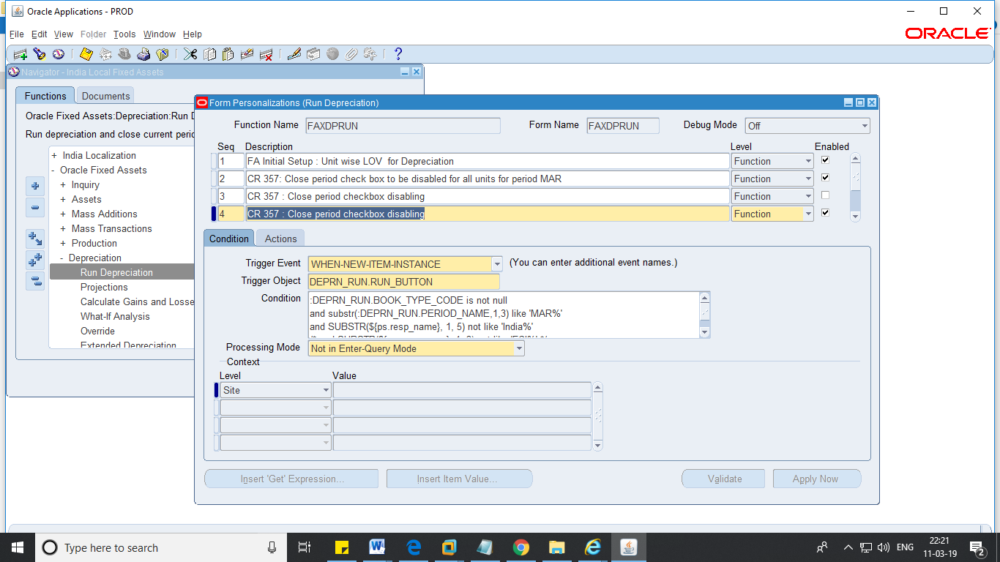 Oracle Applications - PROD
File Edit View Folder Tools Window Help
ORACLE
Navigator - India Local Fixed Assets
Functions Documents
Oracle Fixed Assets:Depreciation:Run D
Run depreciation and close current perio
+ India Localization
- Oracle Fixed Assets
+ Inquiry
+ Assets
+ Mass Additions
+ Mass Transactions
+ Production
- Depreciation
Run Depreciation
Projections
Calculate Gains and Losse
What-If Analysis
Override
Extended Depreciation
Form Personalizations (Run Depreciation)
Function Name FAXDPRUN Form Name FAXDPRUN Debug Mode Off
Seq Description Level Enabled
1 FA Initial Setup : Unit wise LOV for Depreciation Function
2 CR 357: Close period check box to be disabled for all units for period MAR Function
3 CR 357 : Close period checkbox disabling Function
4 CR 357 : Close period checkbox disabling Function
Condition Actions
Trigger Event WHEN-NEW-ITEM-INSTANCE (You can enter additional event names.)
Trigger Object DEPRN_RUN.RUN_BUTTON
Condition :DEPRN_RUN.BOOK_TYPE_CODE is not null
and substr(:DEPRN_RUN.PERIOD_NAME,1,3) like 'MAR%'
and SUBSTR(${ps.resp_name}, 1, 5) not like 'India%'
Processing Mode Not in Enter-Query Mode
Context
Level Value
Site
Insert 'Get' Expression... Insert Item Value... Validate Apply Now
Type here to search
ENG
22:21
11-03-19
2